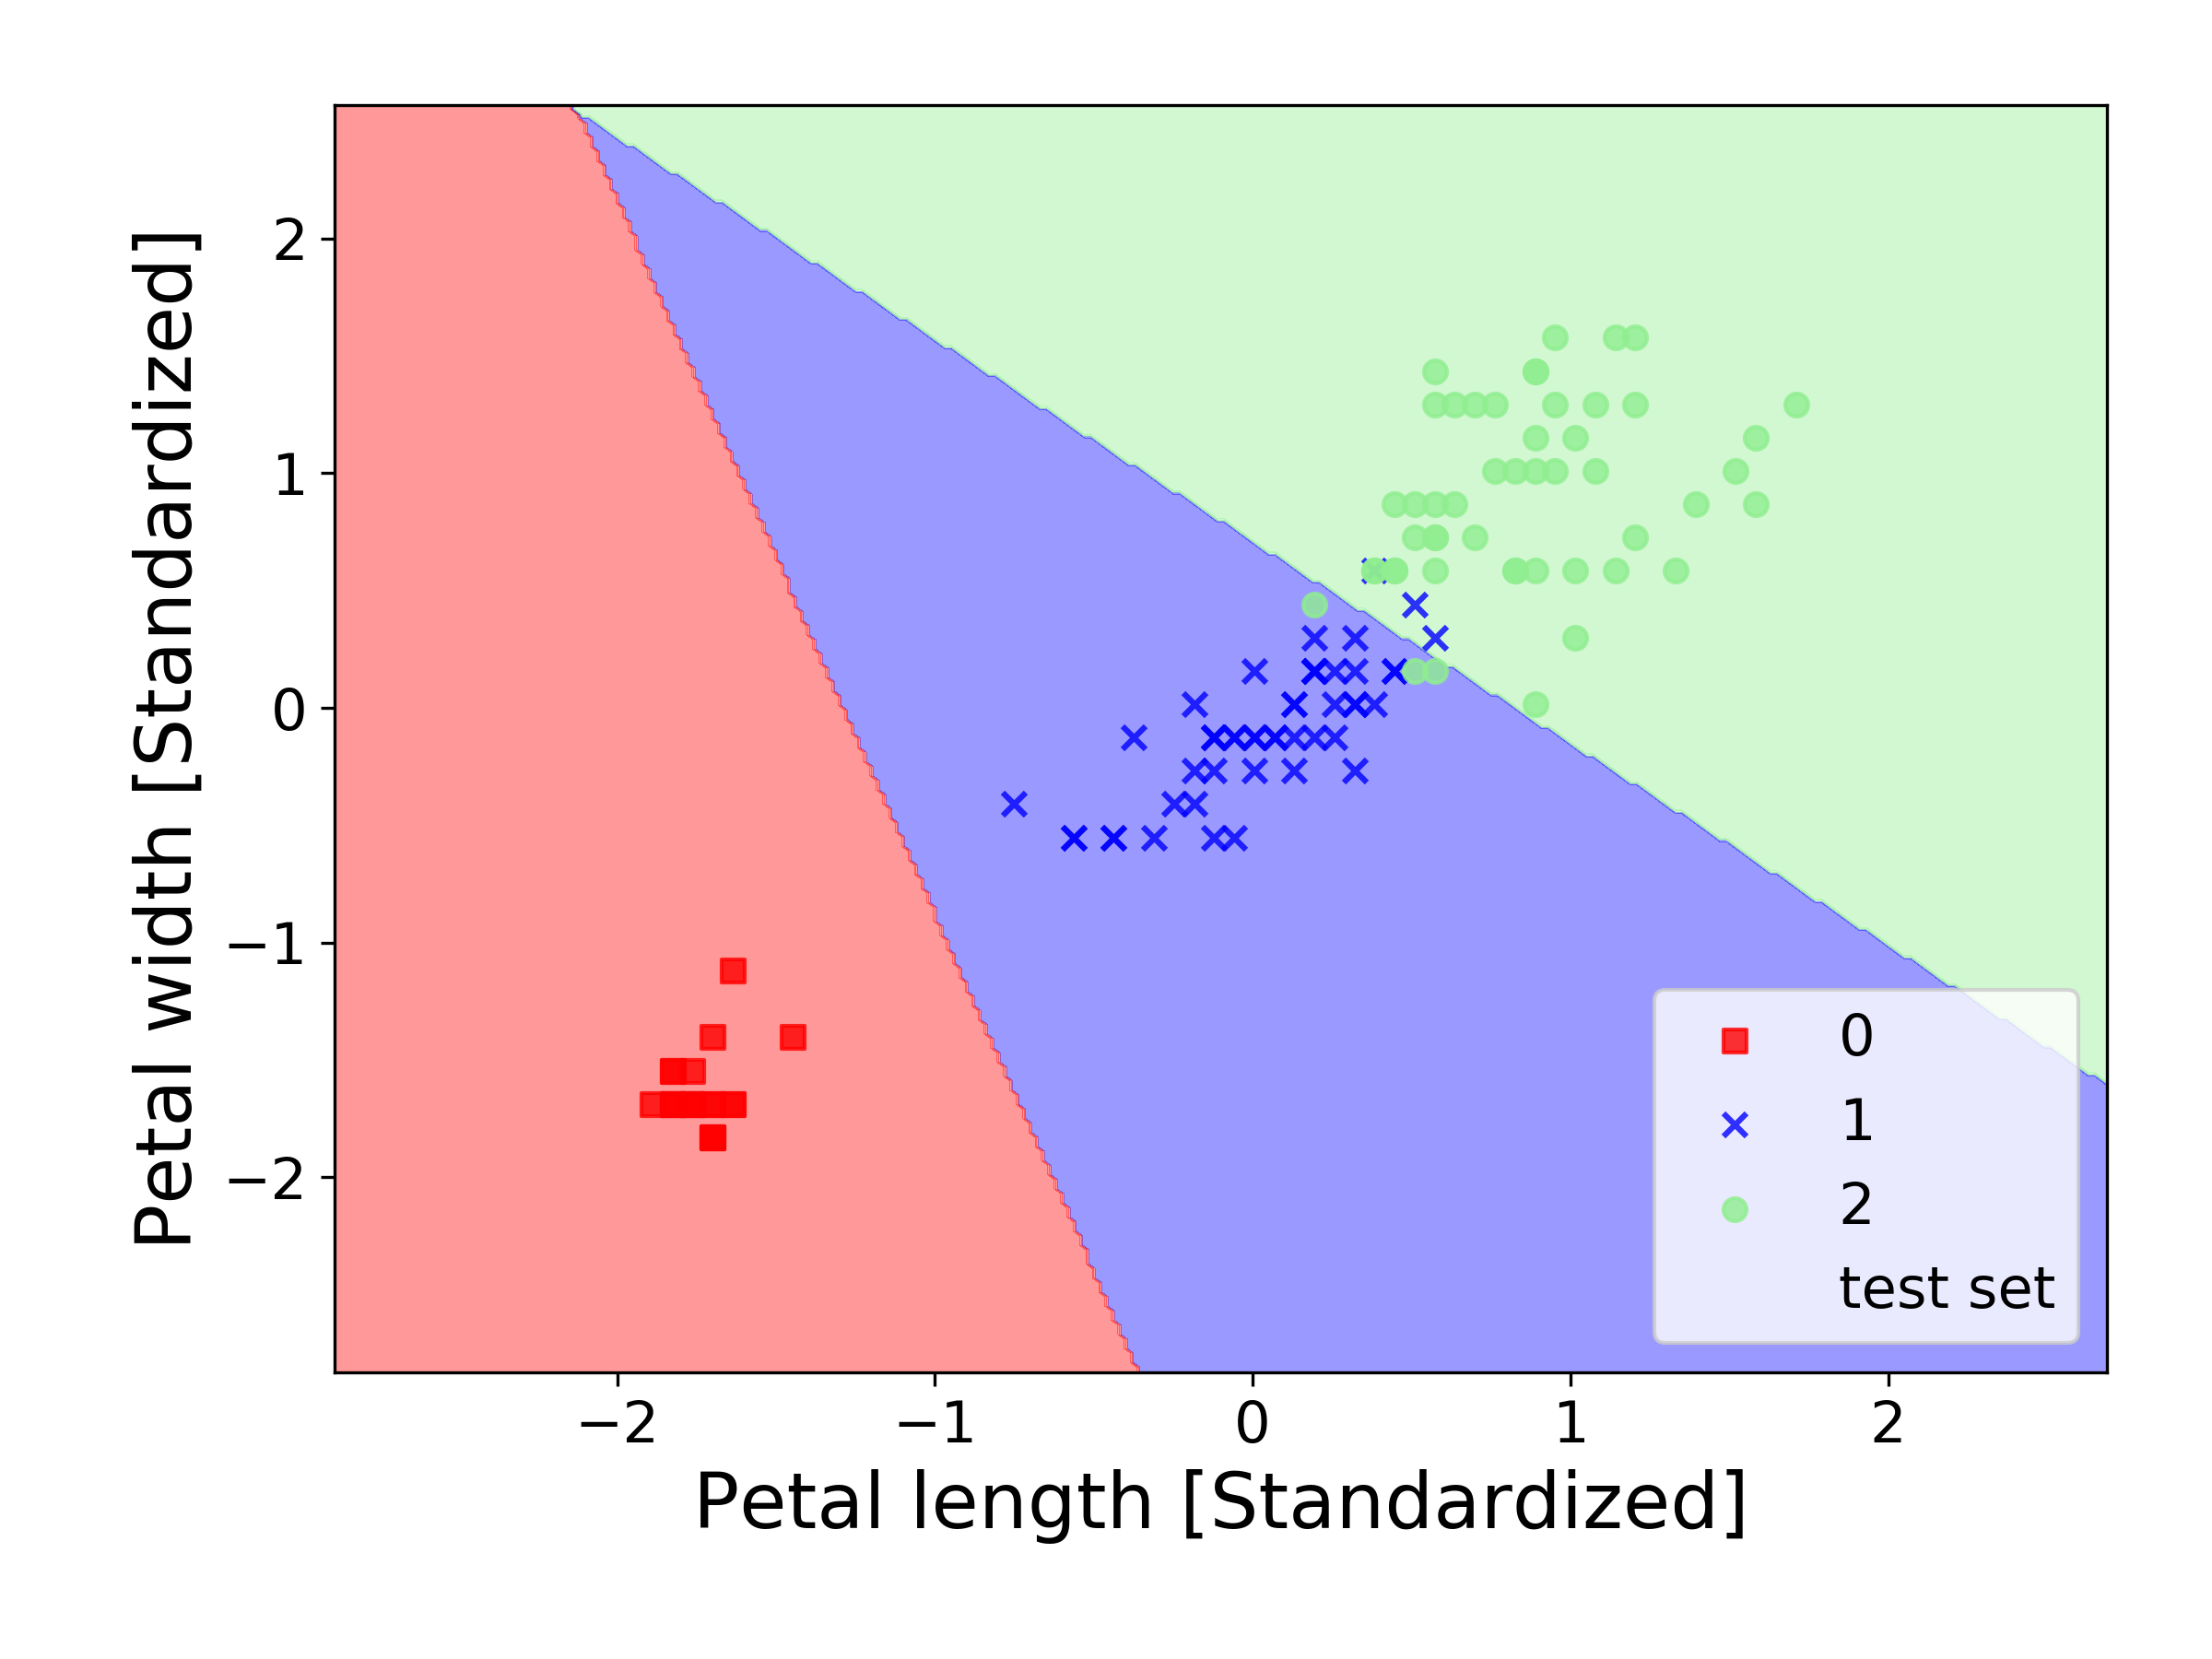 Petal width [Standardized]
2
1
0
−1
−2
−2 −1 0 1 2
Petal length [Standardized]
0
1
2
test set